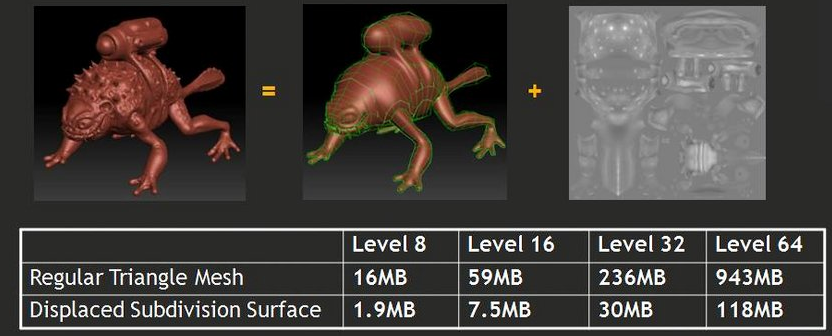 = +
Level 8 Level 16 Level 32 Level 64
Regular Triangle Mesh 16MB 59MB 236MB 943MB
Displaced Subdivision Surface 1.9MB 7.5MB 30MB 118MB